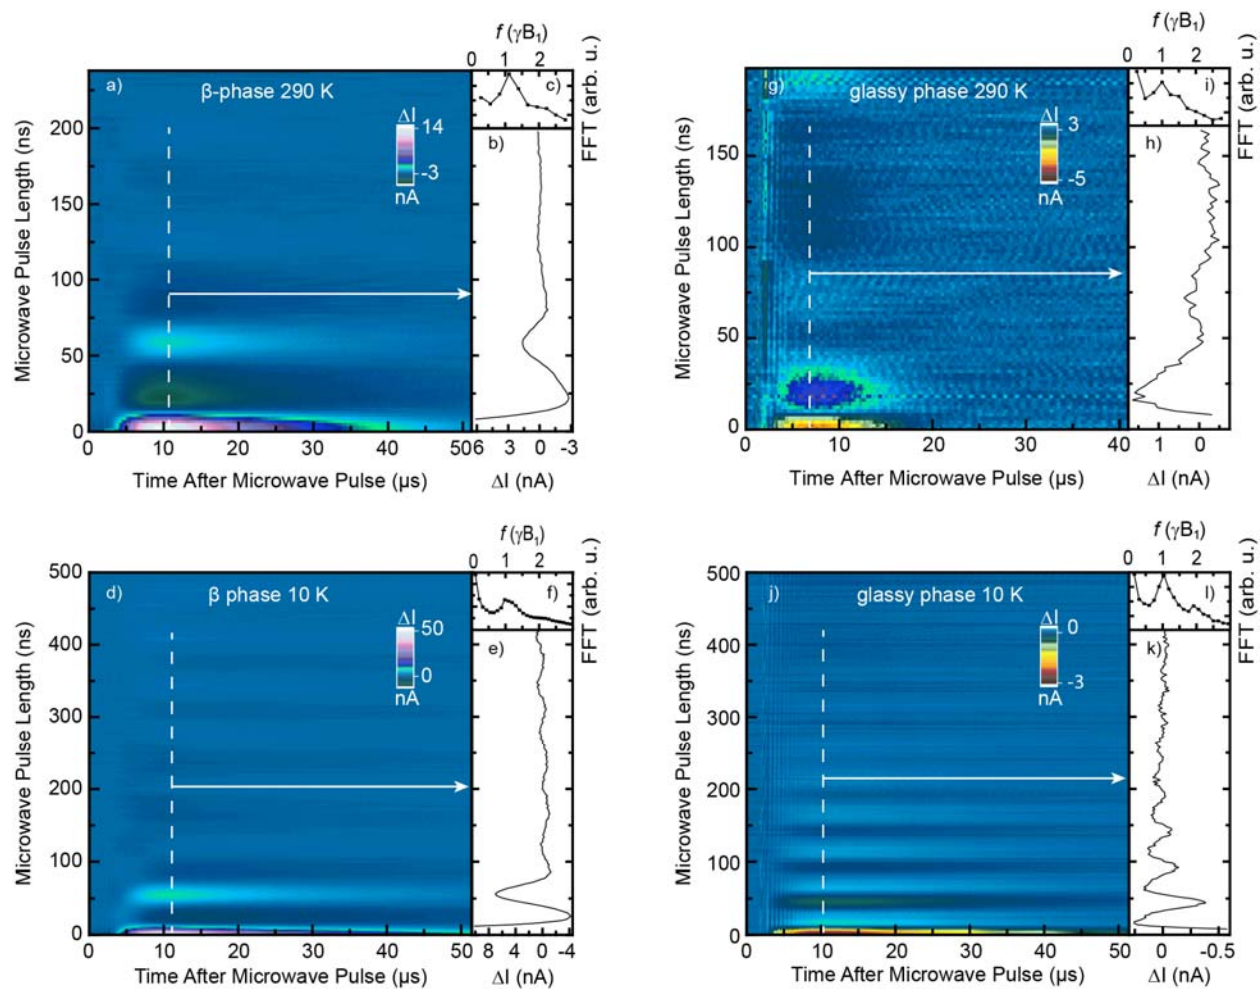 f (γB1)
0 1 2
a)
β-phase 290 K
c)
FFT (arb. u.)
ΔI
14
-3
nA
b)
Microwave Pulse Length (ns)
200
150
100
50
0
0 10 20 30 40 50
6 3 0 -3
Time After Microwave Pulse (µs)
ΔI (nA)
f (γB1)
0 1 2
g)
glassy phase 290 K
i)
FFT (arb. u.)
ΔI
3
-5
nA
h)
Microwave Pulse Length (ns)
150
100
50
0
0 10 20 30 40
1 0
Time After Microwave Pulse (µs)
ΔI (nA)
f (γB1)
0 1 2
d)
β phase 10 K
f)
FFT (arb. u.)
ΔI
50
0
nA
e)
Microwave Pulse Length (ns)
500
400
300
200
100
0
0 10 20 30 40 50
8 4 0 -4
Time After Microwave Pulse (µs)
ΔI (nA)
f (γB1)
0 1 2
j)
glassy phase 10 K
l)
FFT (arb. u.)
ΔI
0
-3
nA
k)
Microwave Pulse Length (ns)
500
400
300
200
100
0
0 10 20 30 40 50
0 -0.5
Time After Microwave Pulse (µs)
ΔI (nA)